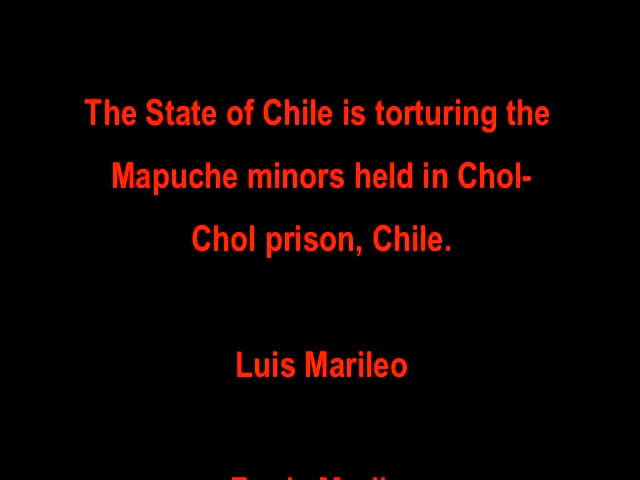 The State of Chile is torturing the
Mapuche minors held in Chol-
Chol prison, Chile.
Luis Marileo